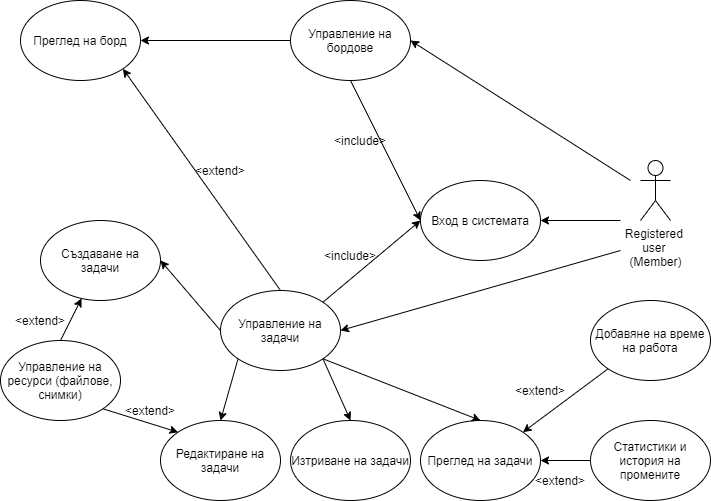 Преглед на борд
Управление на
бордове
<include>
<extend>
Вход в системата
Registered
user
(Member)
Създаване на
задачи
<include>
<extend>
Управление на
задачи
Добавяне на време
на работа
Управление на
ресурси (файлове,
снимки)
<extend>
<extend>
Редактиране на
задачи
Изтриване на задачи
Преглед на задачи
<extend>
Статистики и
история на
промените